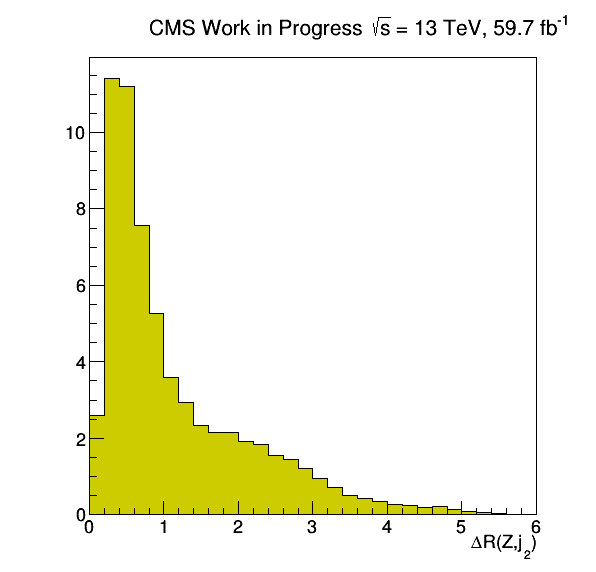 CMS Work in Progress √s = 13 TeV, 59.7 fb⁻¹
10
8
6
4
2
0
0 1 2 3 4 5 6
ΔR(Z,j₂)